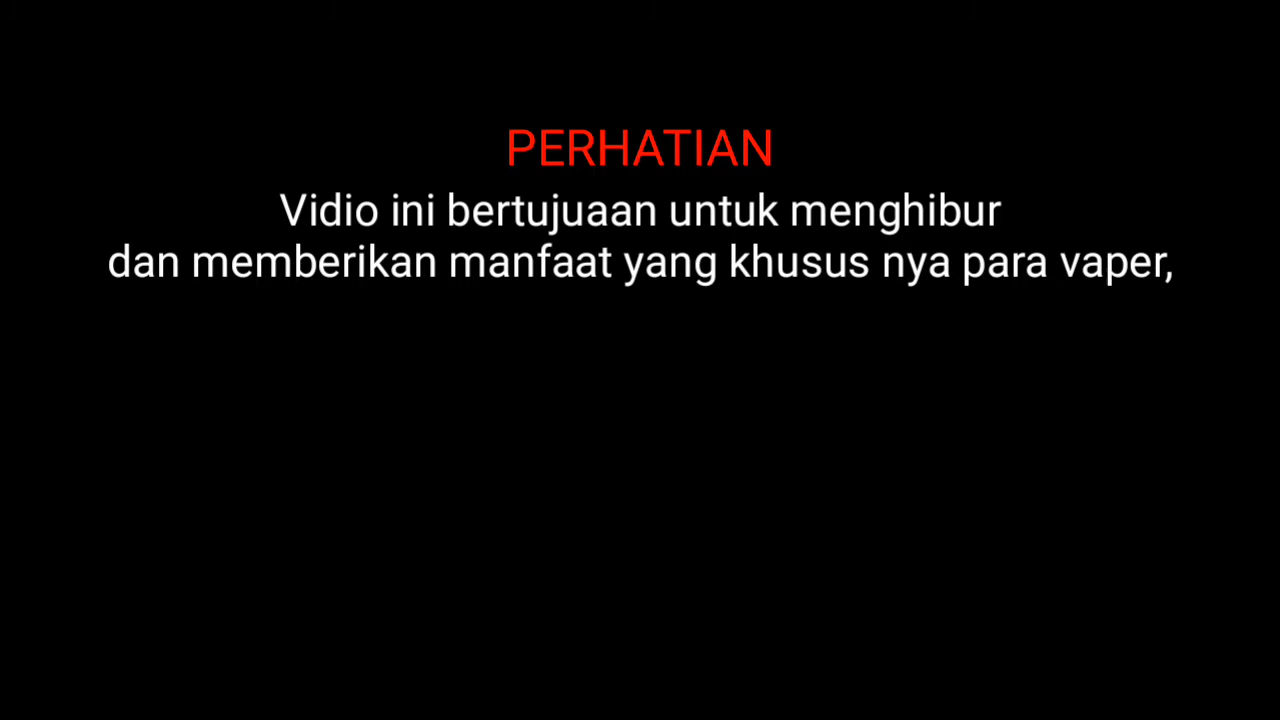 PERHATIAN
Vidio ini bertujuaan untuk menghibur
dan memberikan manfaat yang khusus nya para vaper,